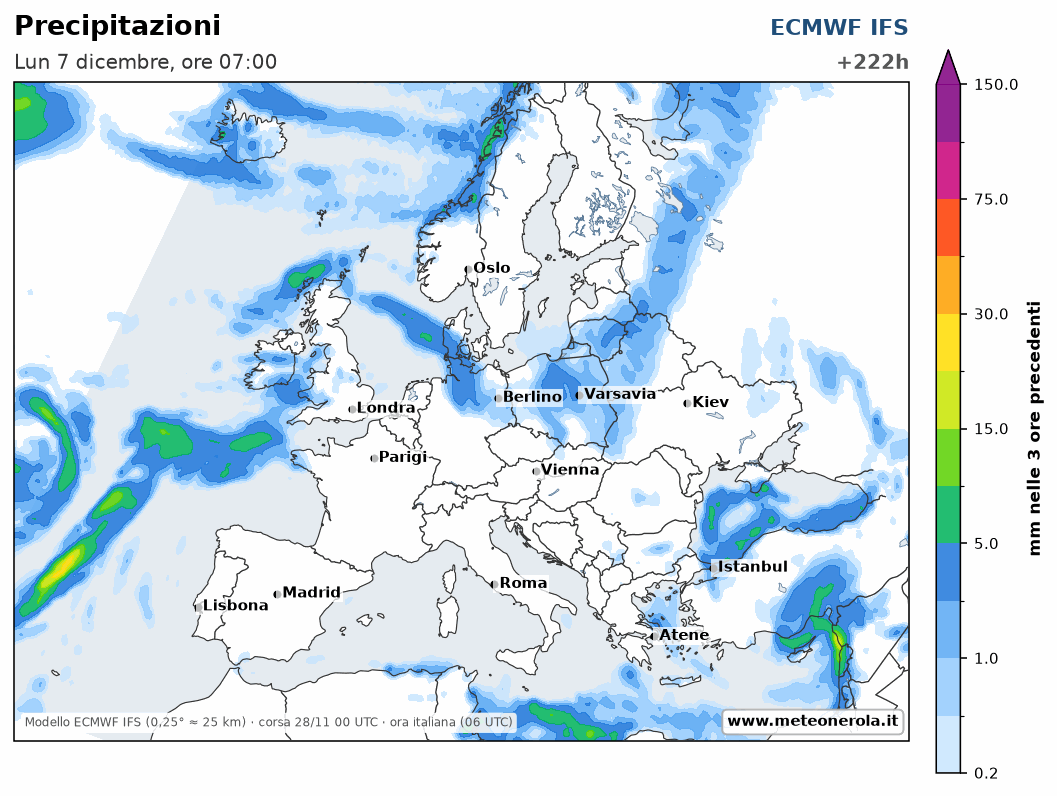 Precipitazioni
ECMWF IFS
Lun 7 dicembre, ore 07:00
+222h
150.0
75.0
30.0
15.0
5.0
1.0
0.2
mm nelle 3 ore precedenti
Oslo
Berlino
Varsavia
Kiev
Londra
Parigi
Vienna
Istanbul
Roma
Madrid
Lisbona
Atene
Modello ECMWF IFS (0,25° ≈ 25 km) · corsa 28/11 00 UTC · ora italiana (06 UTC)
www.meteonerola.it